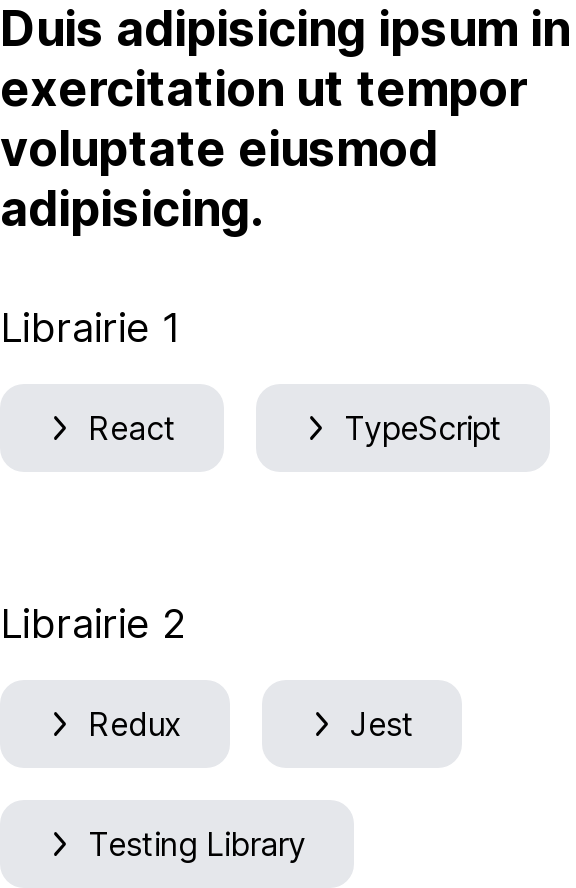 Duis adipisicing ipsum in
exercitation ut tempor
voluptate eiusmod
adipisicing.
Librairie 1
React
TypeScript
Librairie 2
Redux
Jest
Testing Library